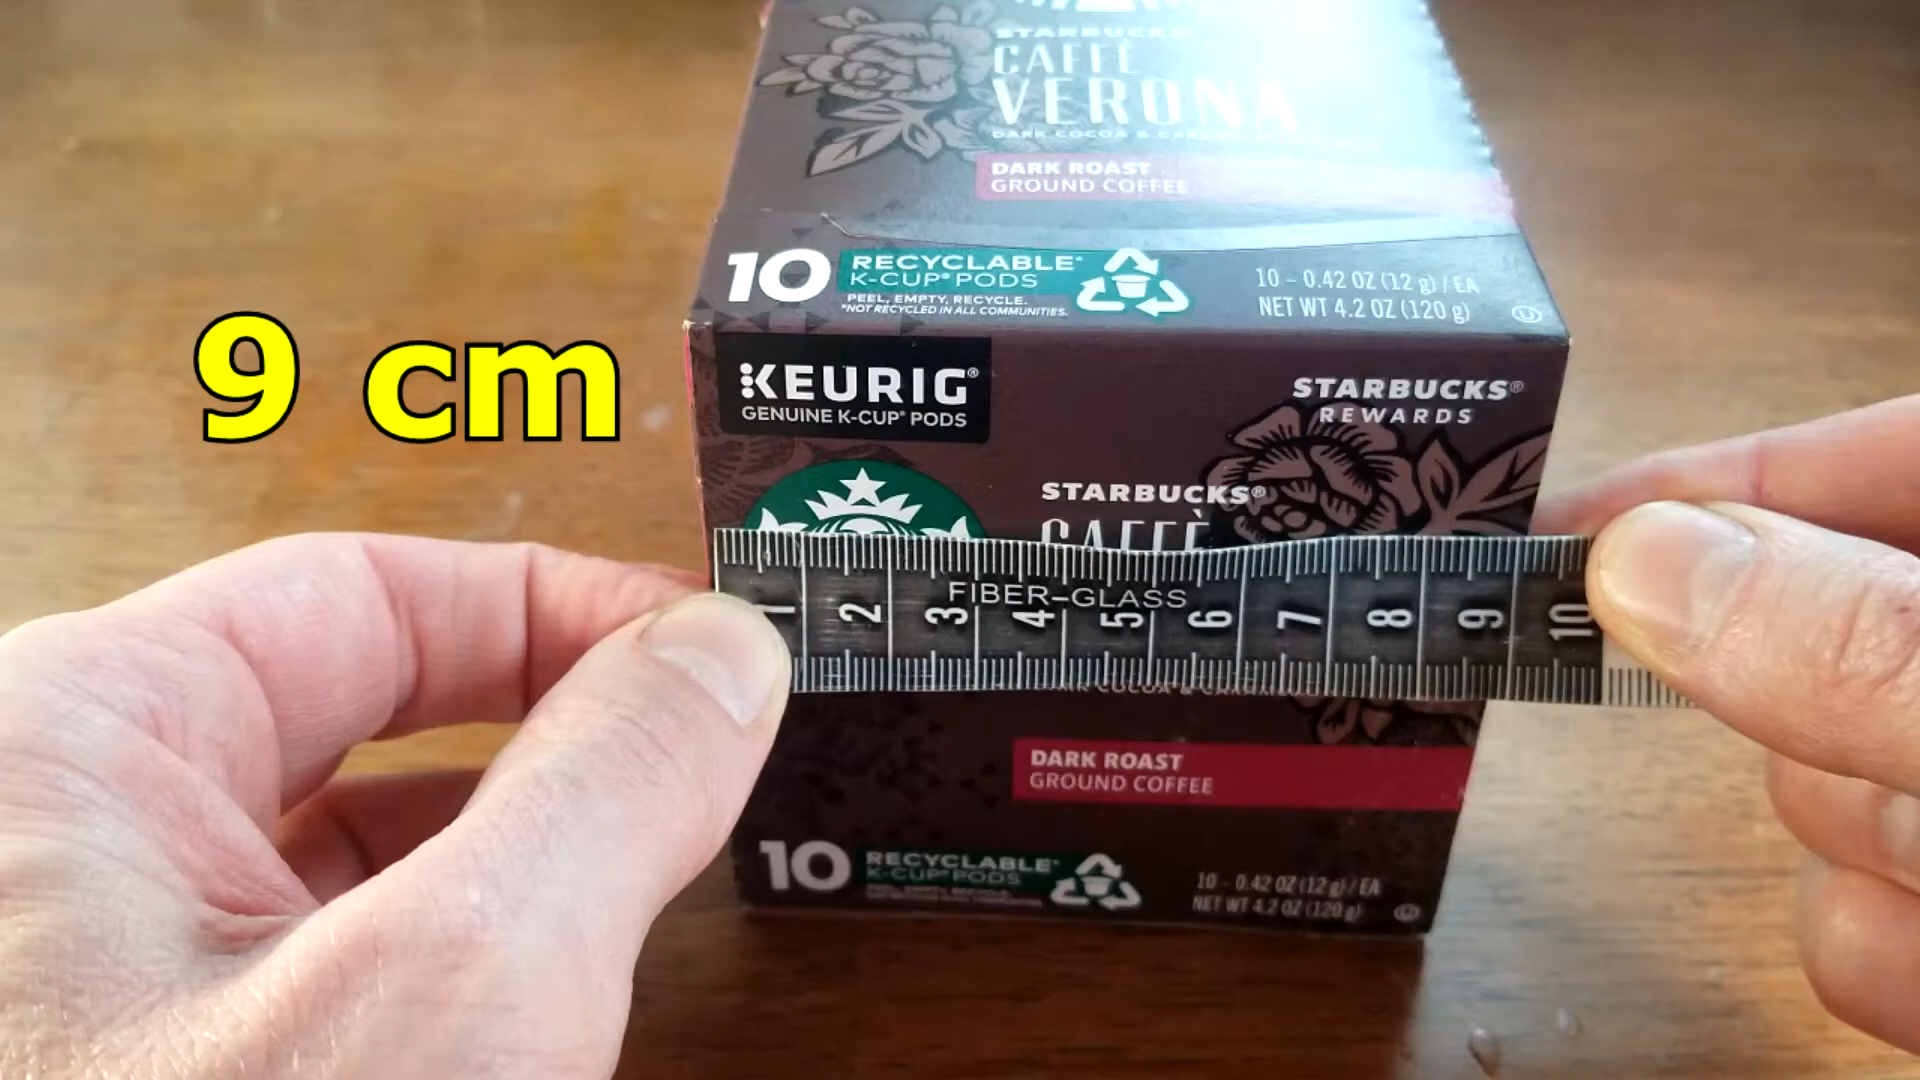 STARBUCKS
CAFFÈ
VERONA
DARK COCOA &
DARK ROAST
GROUND COFFEE
10 RECYCLABLE*
K-CUP® PODS
PEEL, EMPTY, RECYCLE.
*NOT RECYCLED IN ALL COMMUNITIES.
10 – 0.42 OZ (12 g) / EA
NET WT 4.2 OZ (120 g)
U
9 cm
KEURIG®
GENUINE K-CUP® PODS
STARBUCKS®
REWARDS
STARBUCKS®
CAFFÈ
FIBER-GLASS
1 2 3 4 5 6 7 8 9 10
DARK ROAST
GROUND COFFEE
10 RECYCLABLE*
K-CUP® PODS
10 – 0.42 OZ (12 g) / EA
NET WT 4.2 OZ (120 g)
U